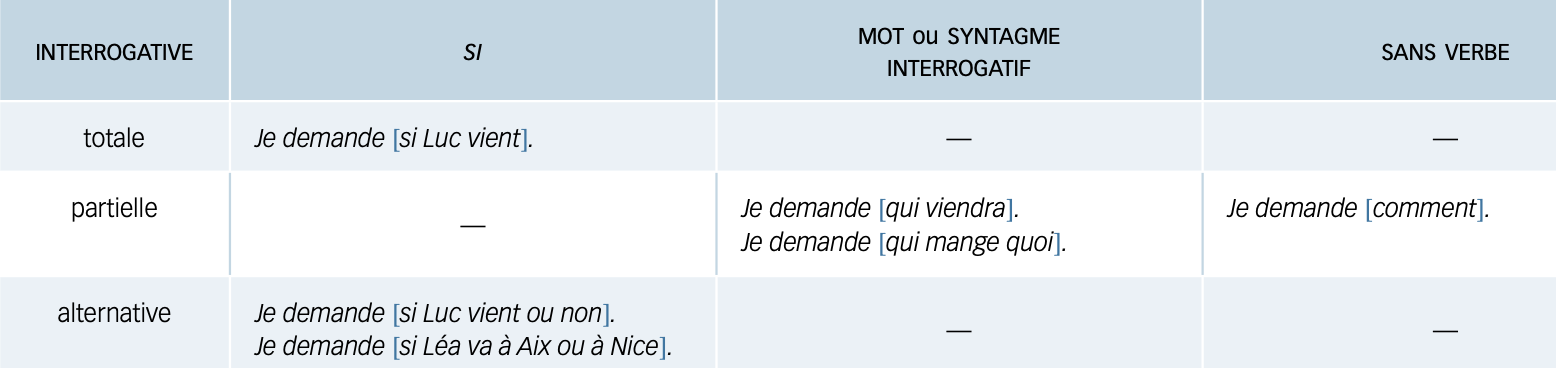 INTERROGATIVE SI MOT ou SYNTAGME INTERROGATIF SANS VERBE
totale Je demande [si Luc vient]. — —
partielle — Je demande [qui viendra]. Je demande [comment].
Je demande [qui mange quoi].
alternative Je demande [si Luc vient ou non]. — —
Je demande [si Léa va à Aix ou à Nice].